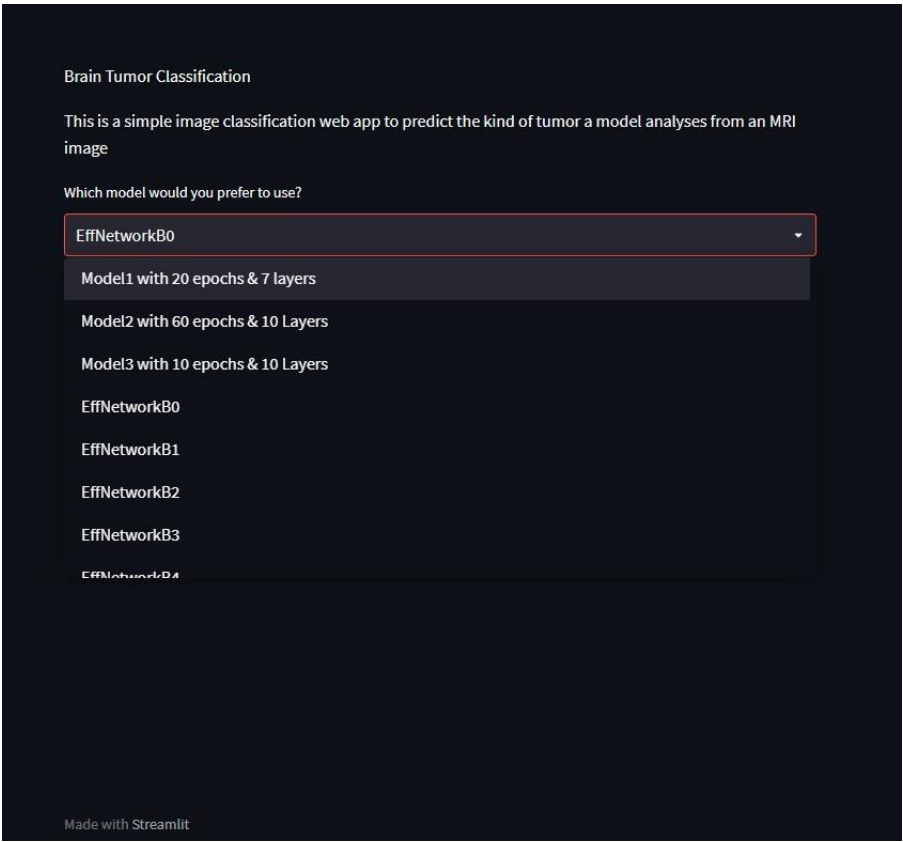 Brain Tumor Classification
This is a simple image classification web app to predict the kind of tumor a model analyses from an MRI
image
Which model would you prefer to use?
EffNetworkB0
Model1 with 20 epochs & 7 layers
Model2 with 60 epochs & 10 Layers
Model3 with 10 epochs & 10 Layers
EffNetworkB0
EffNetworkB1
EffNetworkB2
EffNetworkB3
EffNetworkB4
Made with Streamlit